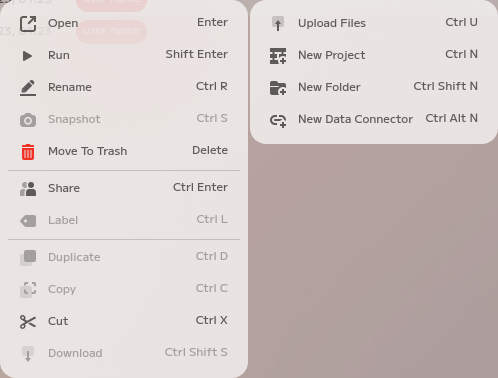 Open Enter
Run Shift Enter
Rename Ctrl R
Snapshot Ctrl S
Move To Trash Delete
Share Ctrl Enter
Label Ctrl L
Duplicate Ctrl D
Copy Ctrl C
Cut Ctrl X
Download Ctrl Shift S
Upload Files Ctrl U
New Project Ctrl N
New Folder Ctrl Shift N
New Data Connector Ctrl Alt N
user name